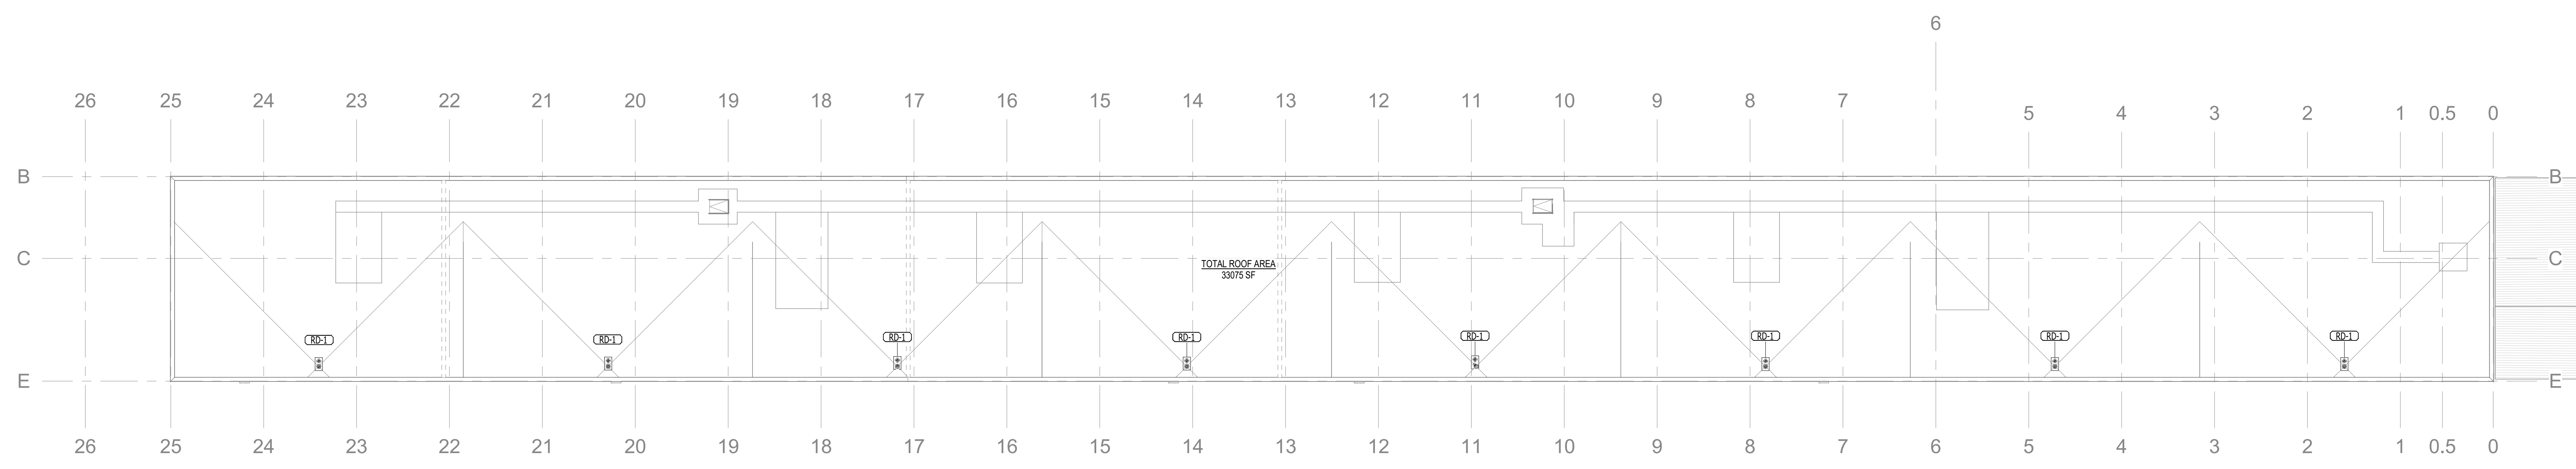 6
26 25 24 23 22 21 20 19 18 17 16 15 14 13 12 11 10 9 8 7
5 4 3 2 1 0.5 0
B B
C C
TOTAL ROOF AREA
33075 SF
RD-1 RD-1 RD-1 RD-1 RD-1 RD-1 RD-1 RD-1
E E
26 25 24 23 22 21 20 19 18 17 16 15 14 13 12 11 10 9 8 7 6 5 4 3 2 1 0.5 0